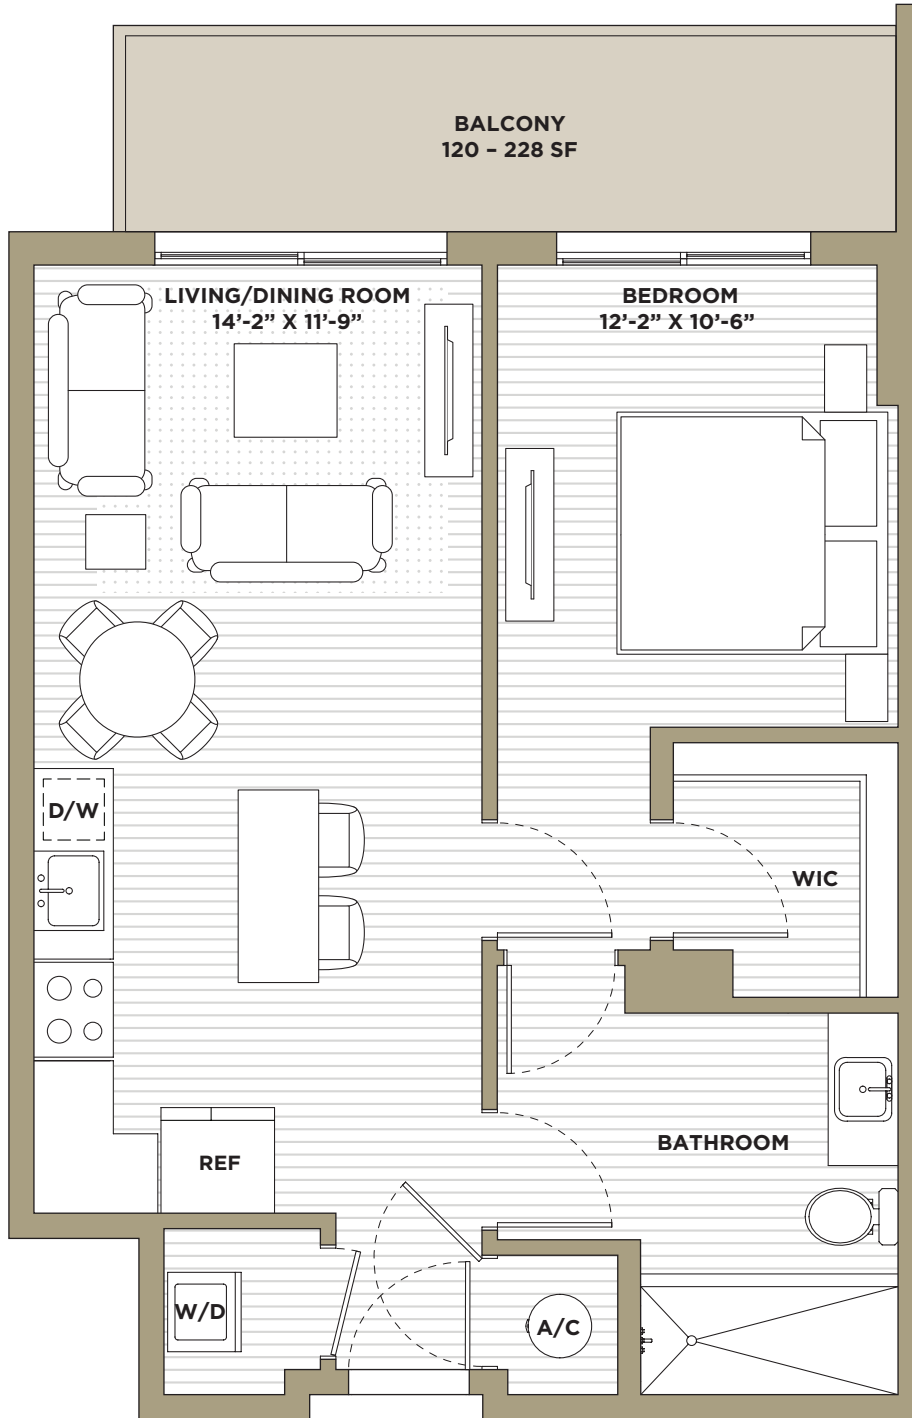 BALCONY
120 – 228 SF
LIVING/DINING ROOM
14’-2” X 11’-9”
BEDROOM
12’-2” X 10’-6”
D/W
WIC
BATHROOM
REF
W/D
A/C